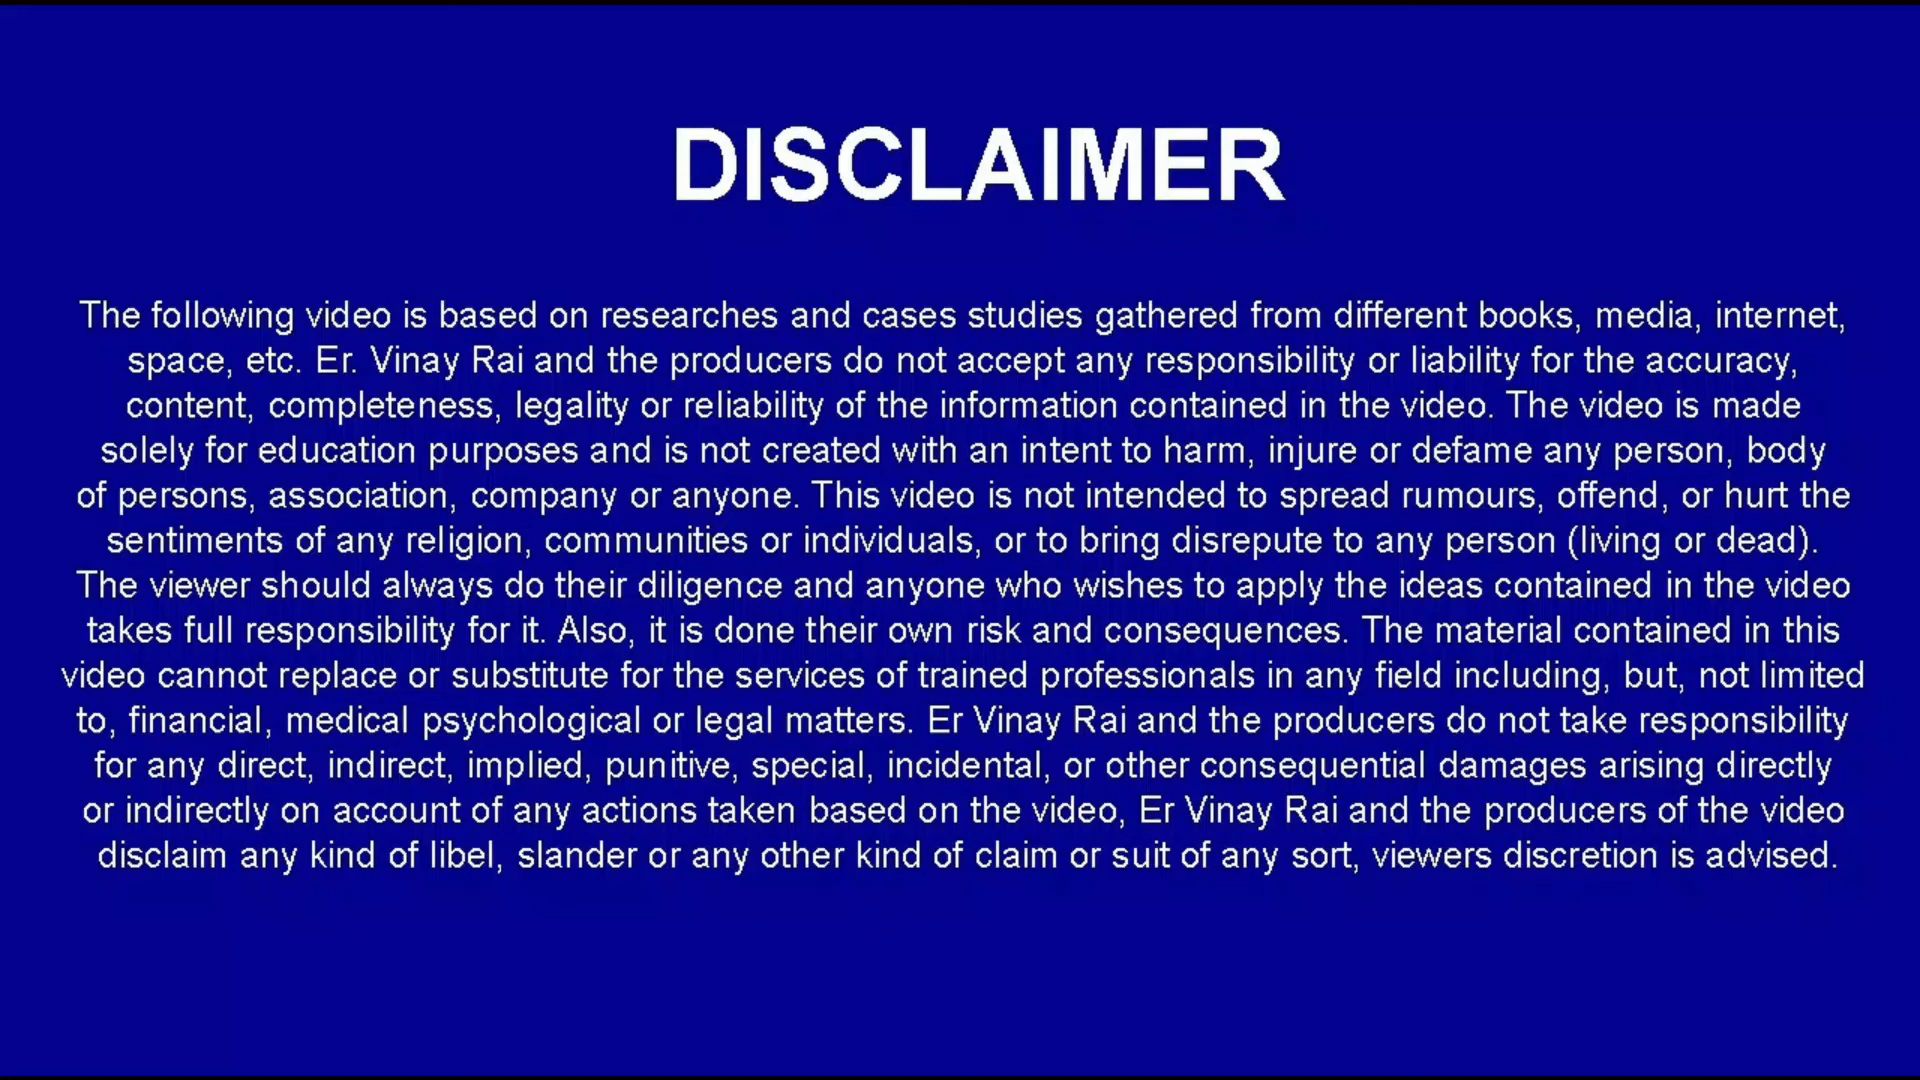 DISCLAIMER
The following video is based on researches and cases studies gathered from different books, media, internet,
space, etc. Er. Vinay Rai and the producers do not accept any responsibility or liability for the accuracy,
content, completeness, legality or reliability of the information contained in the video. The video is made
solely for education purposes and is not created with an intent to harm, injure or defame any person, body
of persons, association, company or anyone. This video is not intended to spread rumours, offend, or hurt the
sentiments of any religion, communities or individuals, or to bring disrepute to any person (living or dead).
The viewer should always do their diligence and anyone who wishes to apply the ideas contained in the video
takes full responsibility for it. Also, it is done their own risk and consequences. The material contained in this
video cannot replace or substitute for the services of trained professionals in any field including, but, not limited
to, financial, medical psychological or legal matters. Er Vinay Rai and the producers do not take responsibility
for any direct, indirect, implied, punitive, special, incidental, or other consequential damages arising directly
or indirectly on account of any actions taken based on the video, Er Vinay Rai and the producers of the video
disclaim any kind of libel, slander or any other kind of claim or suit of any sort, viewers discretion is advised.